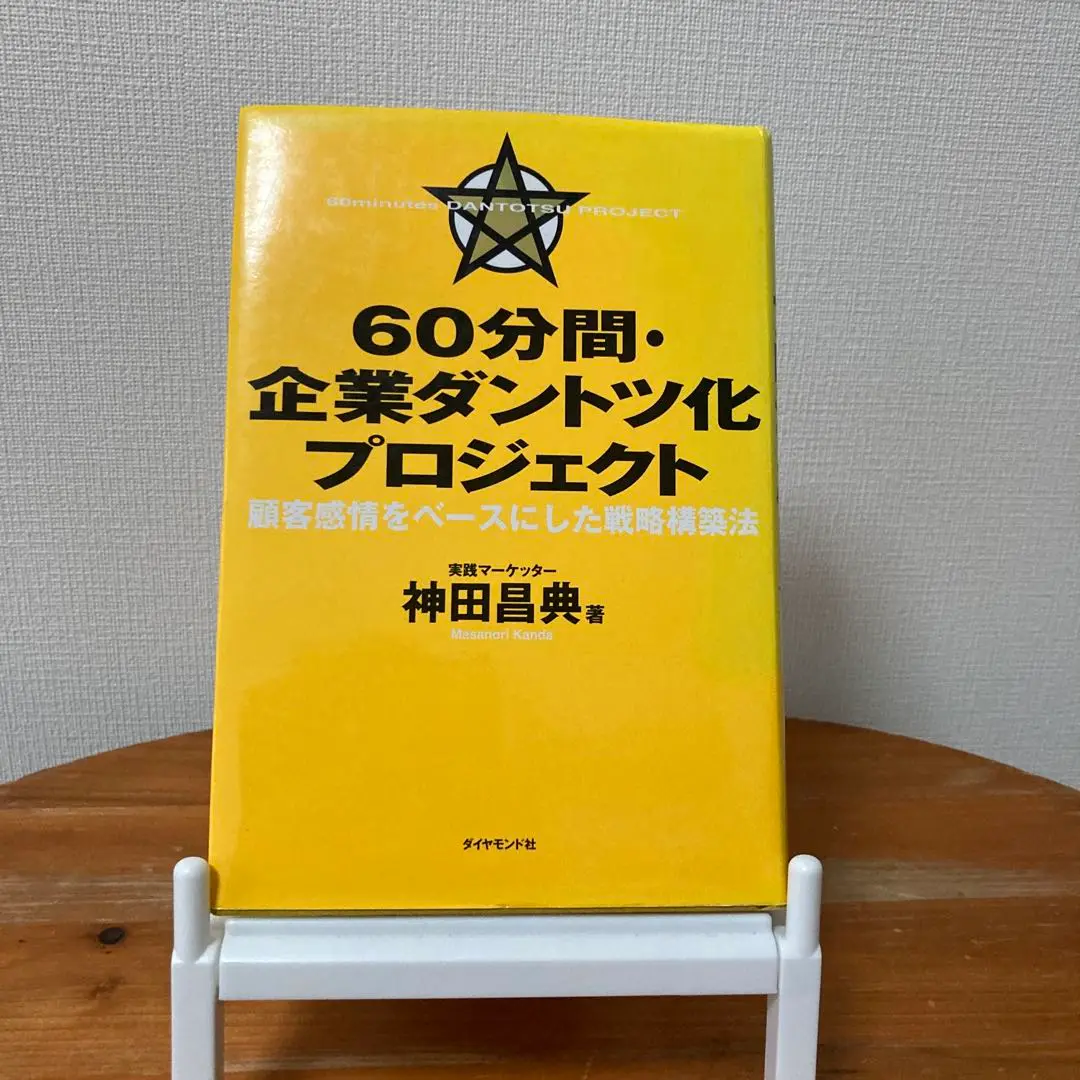 60minutes DANTOTSU PROJECT
60分間・
企業ダントツ化
プロジェクト
顧客感情をベースにした戦略構築法
実践マーケッター
神田昌典著
Masanori Kanda
ダイヤモンド社